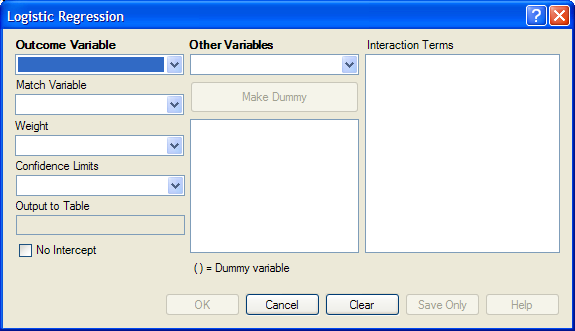 Logistic Regression
Outcome Variable
Other Variables
Interaction Terms
Match Variable
Make Dummy
Weight
Confidence Limits
Output to Table
No Intercept
( ) = Dummy variable
OK
Cancel
Clear
Save Only
Help